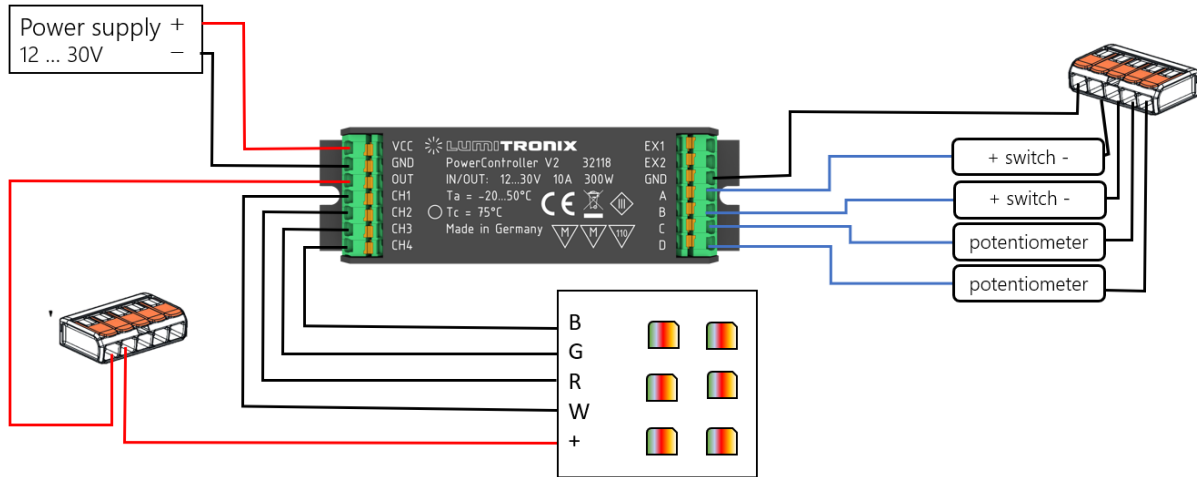 Power supply +
12 ... 30V −
VCC
GND
OUT
CH1
CH2
CH3
CH4
LUMITRONIX
PowerController V2 32118
IN/OUT: 12...30V 10A 300W
Ta = -20...50°C
Tc = 75°C
Made in Germany
CE
III
M
M
110
EX1
EX2
GND
A
B
C
D
+ switch -
+ switch -
potentiometer
potentiometer
B
G
R
W
+